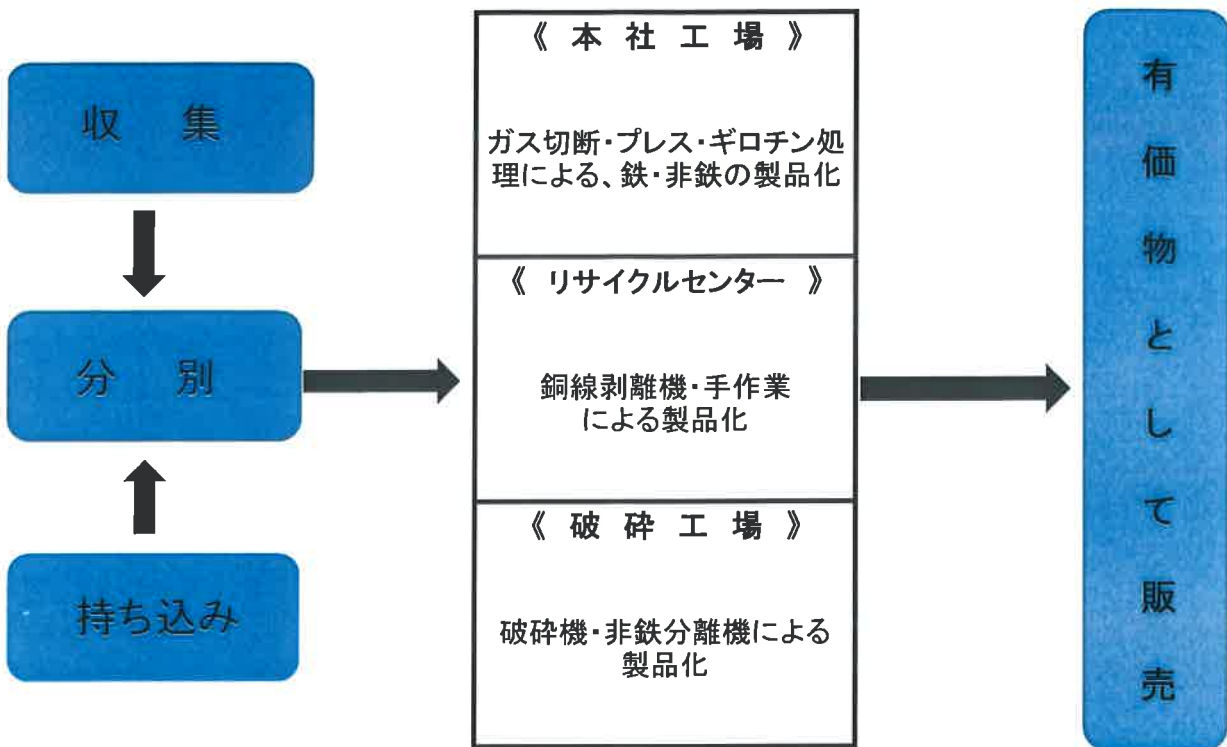 収 集
分 別
持ち込み
《 本 社 工 場 》
ガス切断・プレス・ギロチン処
理による、鉄・非鉄の製品化
《 リサイクルセンター 》
銅線剥離機・手作業
による製品化
《 破 砕 工 場 》
破砕機・非鉄分離機による
製品化
有価物として販売